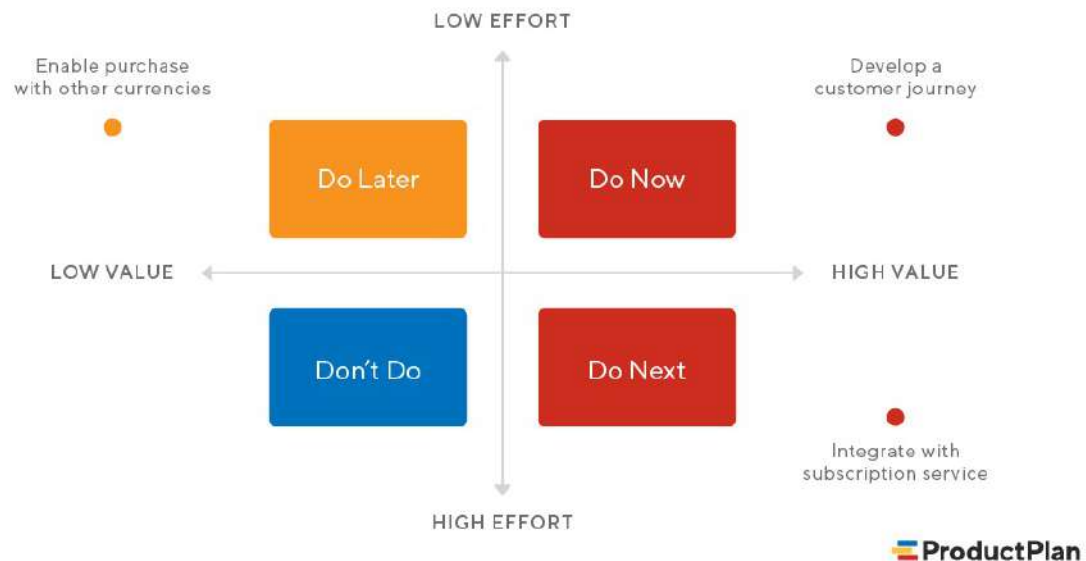 LOW EFFORT
Enable purchase
with other currencies
Develop a
customer journey
Do Later
Do Now
LOW VALUE
HIGH VALUE
Don't Do
Do Next
Integrate with
subscription service
HIGH EFFORT
ProductPlan